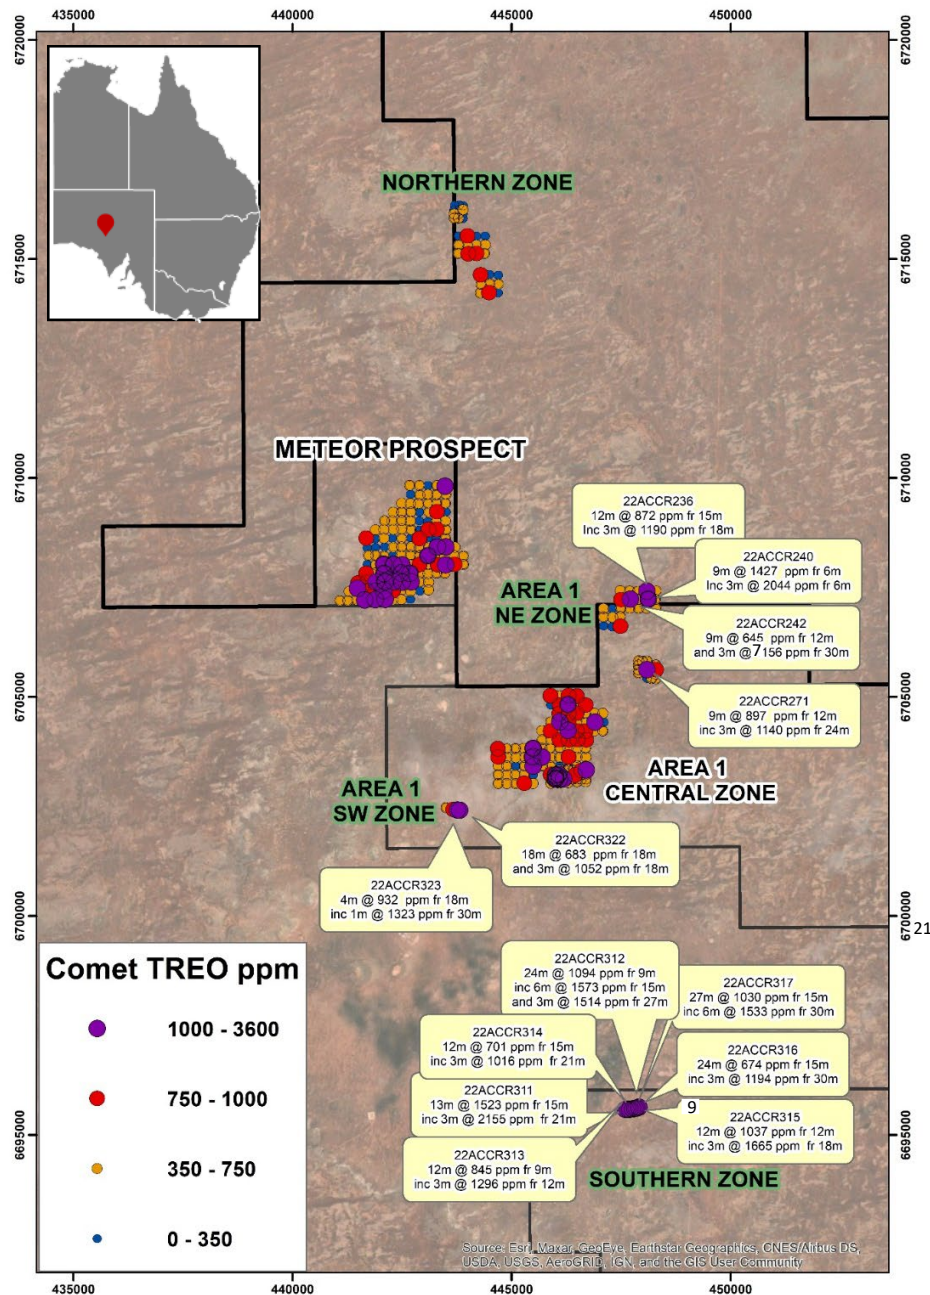 435000
440000
445000
450000
6720000
6720000
NORTHERN ZONE
6715000
6715000
METEOR PROSPECT
6710000
6710000
22ACCR236
12m @ 872 ppm fr 15m
Inc 3m @ 1190 ppm fr 18m
22ACCR240
9m @ 1427 ppm fr 6m
Inc 3m @ 2044 ppm fr 6m
AREA 1
NE ZONE
22ACCR242
9m @ 645 ppm fr 12m
and 3m @7156 ppm fr 30m
6705000
6705000
22ACCR271
9m @ 897 ppm fr 12m
inc 3m @ 1140 ppm fr 24m
AREA 1
CENTRAL ZONE
AREA 1
SW ZONE
22ACCR322
18m @ 683 ppm fr 18m
and 3m @ 1052 ppm fr 18m
22ACCR323
4m @ 932 ppm fr 18m
inc 1m @ 1323 ppm fr 30m
6700000
6700000
21
Comet TREO ppm
1000 - 3600
750 - 1000
350 - 750
0 - 350
22ACCR312
24m @ 1094 ppm fr 9m
inc 6m @ 1573 ppm fr 15m
and 3m @ 1514 ppm fr 27m
22ACCR317
27m @ 1030 ppm fr 15m
inc 6m @ 1533 ppm fr 30m
22ACCR314
12m @ 701 ppm fr 15m
inc 3m @ 1016 ppm fr 21m
22ACCR316
24m @ 674 ppm fr 15m
inc 3m @ 1194 ppm fr 30m
22ACCR311
13m @ 1523 ppm fr 15m
inc 3m @ 2155 ppm fr 21m
9
22ACCR315
12m @ 1037 ppm fr 12m
inc 3m @ 1665 ppm fr 18m
6695000
6695000
22ACCR313
12m @ 845 ppm fr 9m
inc 3m @ 1296 ppm fr 12m
SOUTHERN ZONE
Source: Esri, Maxar, GeoEye, Earthstar Geographics, CNES/Airbus DS,
USDA, USGS, AeroGRID, IGN, and the GIS User Community
435000
440000
445000
450000